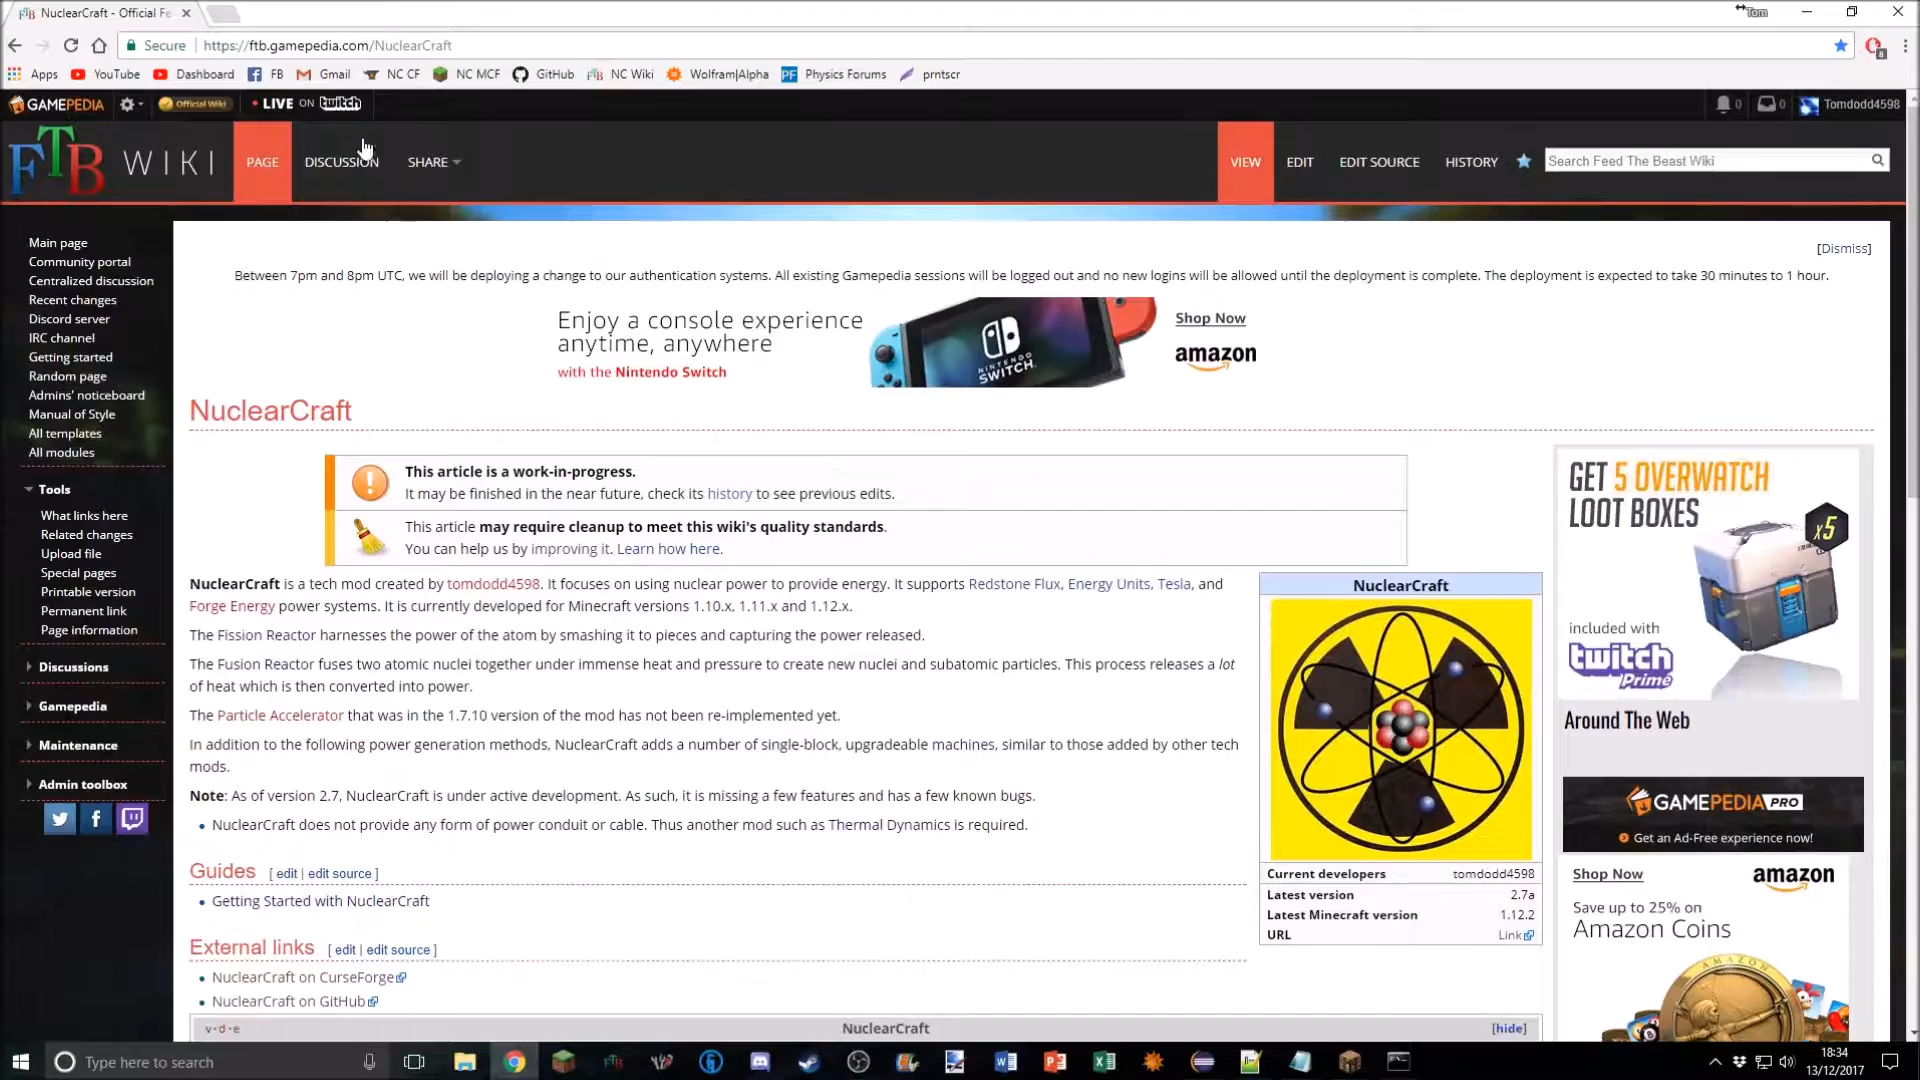 NuclearCraft - Official Fe
Tom
Secure https://ftb.gamepedia.com/NuclearCraft
Apps YouTube Dashboard FB Gmail NC CF NC MCF GitHub NC Wiki Wolfram|Alpha Physics Forums prntscr
GAMEPEDIA Official Wiki LIVE ON twitch 0 0 Tomdodd4598
FTB WIKI PAGE DISCUSSION SHARE VIEW EDIT EDIT SOURCE HISTORY Search Feed The Beast Wiki
Main page
Community portal
Centralized discussion
Recent changes
Discord server
IRC channel
Getting started
Random page
Admins' noticeboard
Manual of Style
All templates
All modules
Tools
What links here
Related changes
Upload file
Special pages
Printable version
Permanent link
Page information
Discussions
Gamepedia
Maintenance
Admin toolbox
[Dismiss]
Between 7pm and 8pm UTC, we will be deploying a change to our authentication systems. All existing Gamepedia sessions will be logged out and no new logins will be allowed until the deployment is complete. The deployment is expected to take 30 minutes to 1 hour.
Enjoy a console experience
anytime, anywhere
with the Nintendo Switch
NINTENDO
SWITCH
Shop Now
amazon
NuclearCraft
This article is a work-in-progress.
It may be finished in the near future, check its history to see previous edits.
This article may require cleanup to meet this wiki's quality standards.
You can help us by improving it. Learn how here.
NuclearCraft is a tech mod created by tomdodd4598. It focuses on using nuclear power to provide energy. It supports Redstone Flux, Energy Units, Tesla, and
Forge Energy power systems. It is currently developed for Minecraft versions 1.10.x, 1.11.x and 1.12.x.
The Fission Reactor harnesses the power of the atom by smashing it to pieces and capturing the power released.
The Fusion Reactor fuses two atomic nuclei together under immense heat and pressure to create new nuclei and subatomic particles. This process releases a lot
of heat which is then converted into power.
The Particle Accelerator that was in the 1.7.10 version of the mod has not been re-implemented yet.
In addition to the following power generation methods, NuclearCraft adds a number of single-block, upgradeable machines, similar to those added by other tech
mods.
Note: As of version 2.7, NuclearCraft is under active development. As such, it is missing a few features and has a few known bugs.
• NuclearCraft does not provide any form of power conduit or cable. Thus another mod such as Thermal Dynamics is required.
Guides [ edit | edit source ]
• Getting Started with NuclearCraft
External links [ edit | edit source ]
• NuclearCraft on CurseForge
• NuclearCraft on GitHub
v·d·e NuclearCraft [hide]
NuclearCraft
Current developers tomdodd4598
Latest version 2.7a
Latest Minecraft version 1.12.2
URL Link
GET 5 OVERWATCH
LOOT BOXES
x5
included with
twitch
Prime
Around The Web
GAMEPEDIA PRO
Get an Ad-Free experience now!
Shop Now amazon
Save up to 25% on
Amazon Coins
AMAZON
Type here to search
18:34
13/12/2017